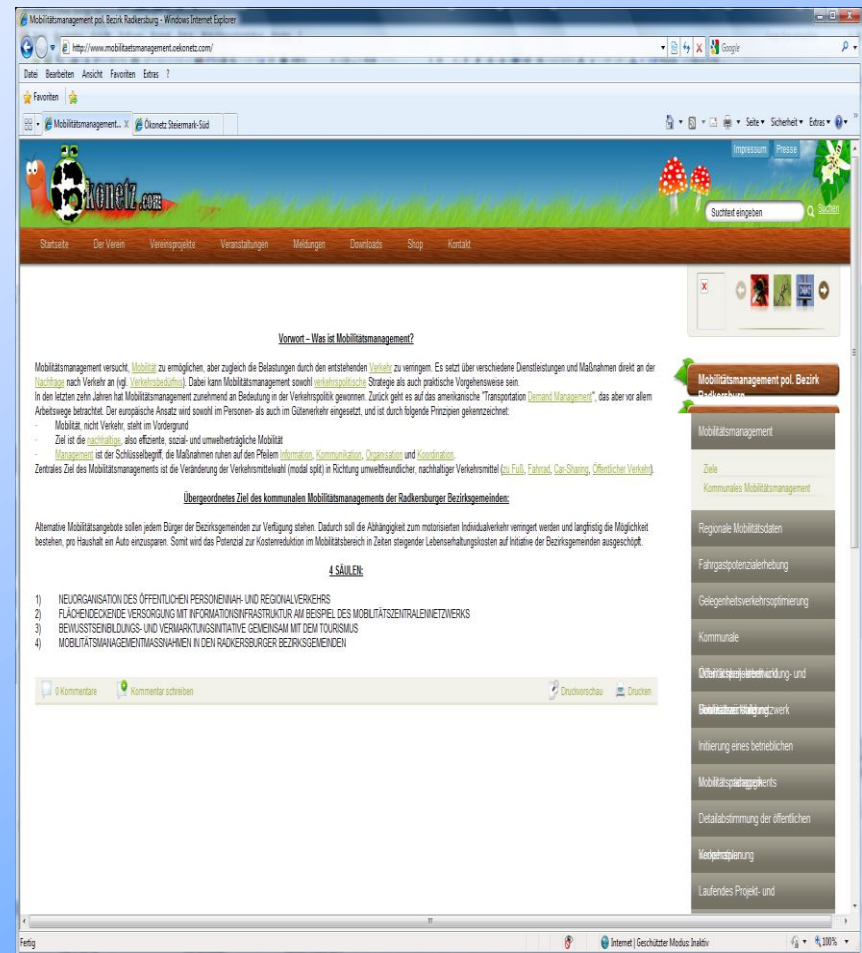 Mobilitätsmanagement pol. Bezirk Radkersburg - Windows Internet Explorer
http://www.mobilitaetsmanagement.oekonetz.com/
Google
Datei Bearbeiten Ansicht Favoriten Extras ?
Favoriten
Mobilitätsmanagement... X Ökonetz Steiermark-Süd
Seite Sicherheit Extras
Impressum Presse
konetz.com
Suchtext eingeben Suchen
Startseite Der Verein Vereinsprojekte Veranstaltungen Meldungen Downloads Shop Kontakt
Vorwort – Was ist Mobilitätsmanagement?
Mobilitätsmanagement versucht, Mobilität zu ermöglichen, aber zugleich die Belastungen durch den entstehenden Verkehr zu verringern. Es setzt über verschiedene Dienstleistungen und Maßnahmen direkt an der
Nachfrage nach Verkehr an (vgl. Verkehrsbedürfnis). Dabei kann Mobilitätsmanagement sowohl verkehrspolitische Strategie als auch praktische Vorgehensweise sein.
In den letzten zehn Jahren hat Mobilitätsmanagement zunehmend an Bedeutung in der Verkehrspolitik gewonnen. Zurück geht es auf das amerikanische "Transportation Demand Management", das aber vor allem
Arbeitswege betrachtet. Der europäische Ansatz wird sowohl im Personen- als auch im Güterverkehr eingesetzt, und ist durch folgende Prinzipien gekennzeichnet:
- Mobilität, nicht Verkehr, steht im Vordergrund
- Ziel ist die nachhaltige, also effiziente, sozial- und umweltverträgliche Mobilität
- Management ist der Schlüsselbegriff, die Maßnahmen ruhen auf den Pfeilern Information, Kommunikation, Organisation und Koordination.
Zentrales Ziel des Mobilitätsmanagements ist die Veränderung der Verkehrsmittelwahl (modal split) in Richtung umweltfreundlicher, nachhaltiger Verkehrsmittel (zu Fuß, Fahrrad, Car-Sharing, Öffentlicher Verkehr).
Übergeordnetes Ziel des kommunalen Mobilitätsmanagements der Radkersburger Bezirksgemeinden:
Alternative Mobilitätsangebote sollen jedem Bürger der Bezirksgemeinden zur Verfügung stehen. Dadurch soll die Abhängigkeit zum motorisierten Individualverkehr verringert werden und langfristig die Möglichkeit
bestehen, pro Haushalt ein Auto einzusparen. Somit wird das Potenzial zur Kostenreduktion im Mobilitätsbereich in Zeiten steigender Lebenserhaltungskosten auf Initiative der Bezirksgemeinden ausgeschöpft.
4 SÄULEN:
1) NEUORGANISATION DES ÖFFENTLICHEN PERSONENNAH- UND REGIONALVERKEHRS
2) FLÄCHENDECKENDE VERSORGUNG MIT INFORMATIONSINFRASTRUKTUR AM BEISPIEL DES MOBILITÄTSZENTRALENNETZWERKS
3) BEWUSSTSEINBILDUNGS- UND VERMARKTUNGSINITIATIVE GEMEINSAM MIT DEM TOURISMUS
4) MOBILITÄTSMANAGEMENTMASSNAHMEN IN DEN RADKERSBURGER BEZIRKSGEMEINDEN
0 Kommentare Kommentar schreiben Druckvorschau Drucken
Mobilitätsmanagement pol. Bezirk
Radkersburg
Mobilitätsmanagement
Ziele
Kommunales Mobilitätsmanagement
Regionale Mobilitätsdaten
Fahrgastpotenzialerhebung
Gelegenheitsverkehrsoptimierung
Kommunale
und
Initiierung eines betrieblichen
Detailabstimmung der öffentlichen
Laufendes Projekt- und
Fertig
Internet | Geschützter Modus: Inaktiv
100%